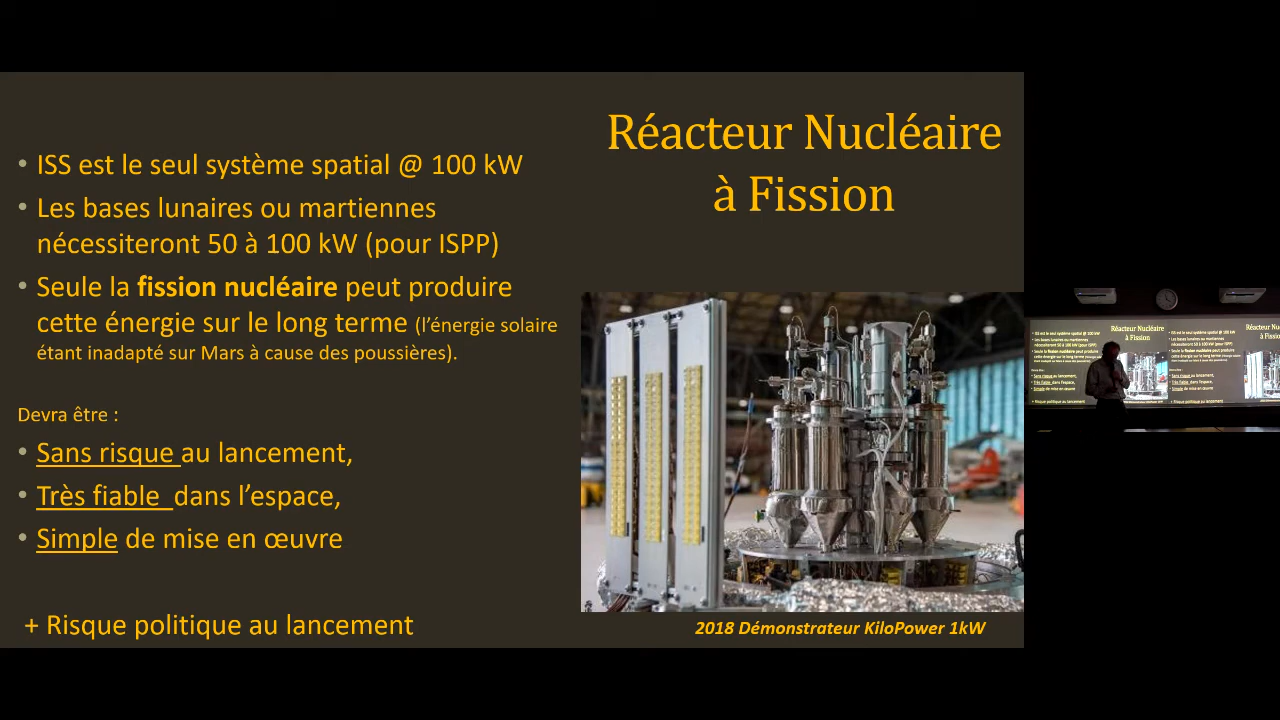 Réacteur Nucléaire
à Fission
• ISS est le seul système spatial @ 100 kW
• Les bases lunaires ou martiennes
nécessiteront 50 à 100 kW (pour ISPP)
• Seule la fission nucléaire peut produire
cette énergie sur le long terme (l’énergie solaire
étant inadapté sur Mars à cause des poussières).
Devra être :
• Sans risque au lancement,
• Très fiable dans l’espace,
• Simple de mise en œuvre
+ Risque politique au lancement
2018 Démonstrateur KiloPower 1kW
Réacteur Nucléaire
à Fission